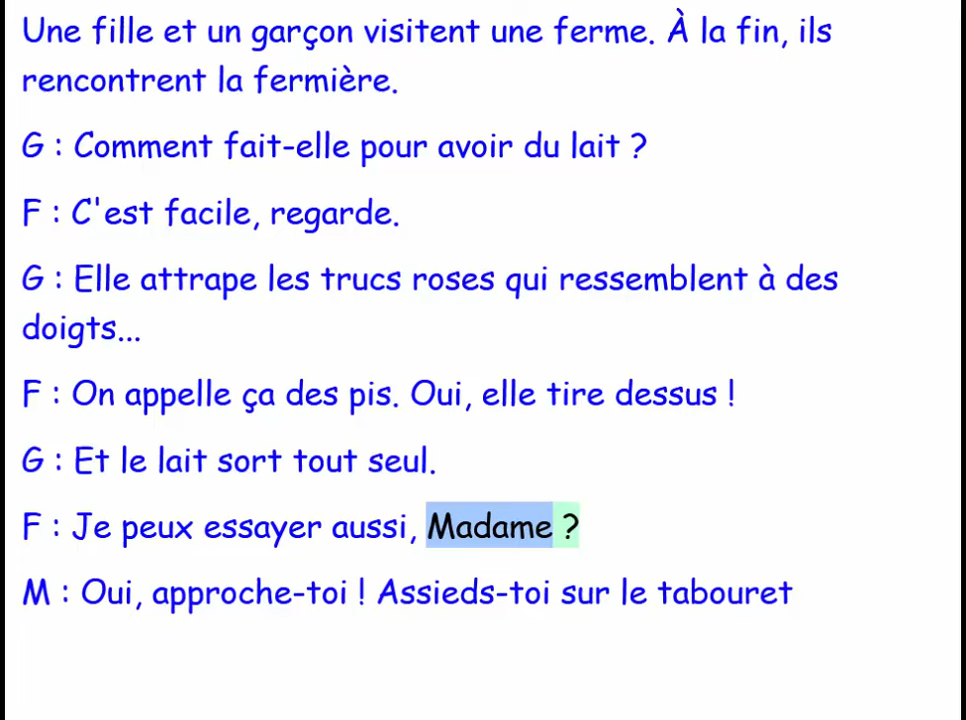 Une fille et un garçon visitent une ferme. À la fin, ils
rencontrent la fermière.
G : Comment fait-elle pour avoir du lait ?
F : C'est facile, regarde.
G : Elle attrape les trucs roses qui ressemblent à des
doigts...
F : On appelle ça des pis. Oui, elle tire dessus !
G : Et le lait sort tout seul.
F : Je peux essayer aussi, Madame ?
M : Oui, approche-toi ! Assieds-toi sur le tabouret